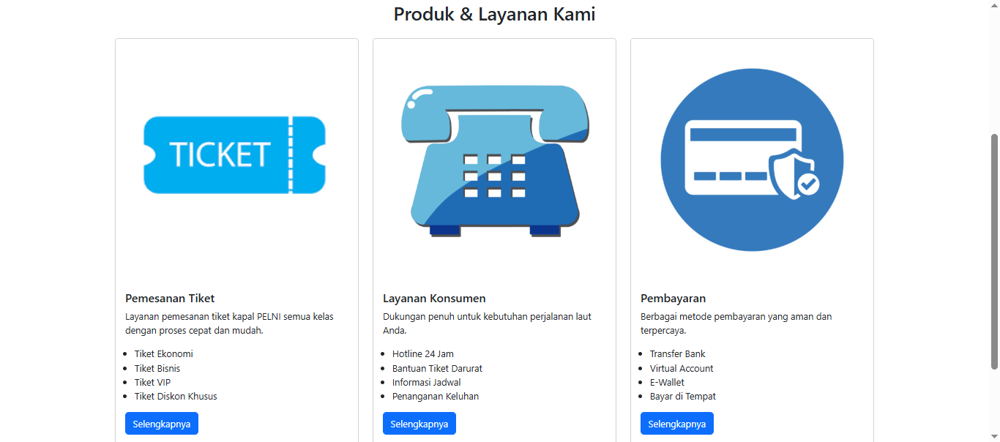 Produk & Layanan Kami
TICKET
Pemesanan Tiket
Layanan pemesanan tiket kapal PELNI semua kelas
dengan proses cepat dan mudah.
Tiket Ekonomi
Tiket Bisnis
Tiket VIP
Tiket Diskon Khusus
Selengkapnya
Layanan Konsumen
Dukungan penuh untuk kebutuhan perjalanan laut
Anda.
Hotline 24 Jam
Bantuan Tiket Darurat
Informasi Jadwal
Penanganan Keluhan
Selengkapnya
Pembayaran
Berbagai metode pembayaran yang aman dan
terpercaya.
Transfer Bank
Virtual Account
E-Wallet
Bayar di Tempat
Selengkapnya